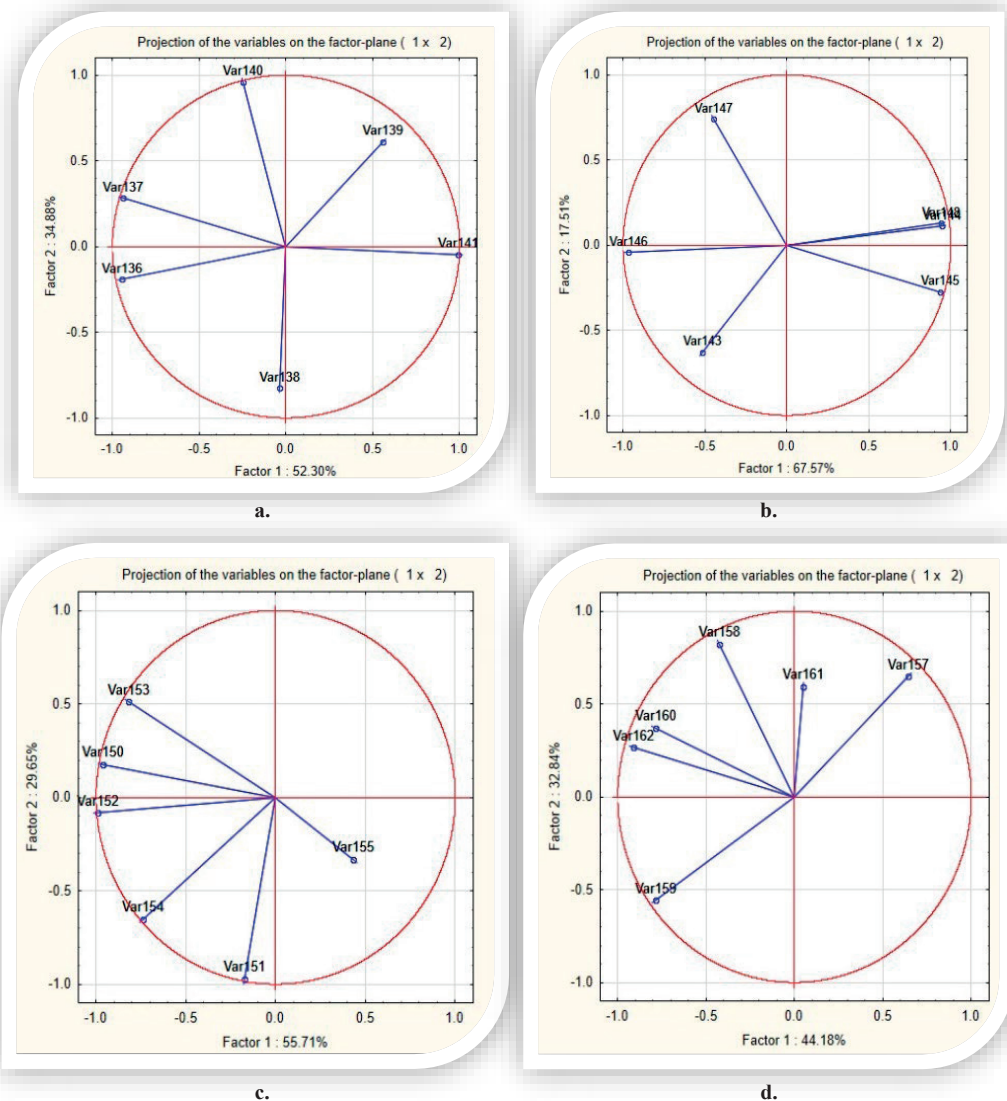 Projection of the variables on the factor-plane ( 1 x 2)
Var140
Var139
Var137
Var141
Var136
Var138
1.0
0.5
0.0
-0.5
-1.0
Factor 2 : 34.88%
-1.0 -0.5 0.0 0.5 1.0
Factor 1 : 52.30%
a.
Projection of the variables on the factor-plane ( 1 x 2)
Var147
Var144
Var146
Var145
Var143
1.0
0.5
0.0
-0.5
-1.0
Factor 2 : 17.51%
-1.0 -0.5 0.0 0.5 1.0
Factor 1 : 67.57%
b.
Projection of the variables on the factor-plane ( 1 x 2)
Var153
Var150
Var152
Var155
Var154
Var151
1.0
0.5
0.0
-0.5
-1.0
Factor 2 : 29.65%
-1.0 -0.5 0.0 0.5 1.0
Factor 1 : 55.71%
c.
Projection of the variables on the factor-plane ( 1 x 2)
Var158
Var161
Var157
Var160
Var162
Var159
1.0
0.5
0.0
-0.5
-1.0
Factor 2 : 32.84%
-1.0 -0.5 0.0 0.5 1.0
Factor 1 : 44.18%
d.